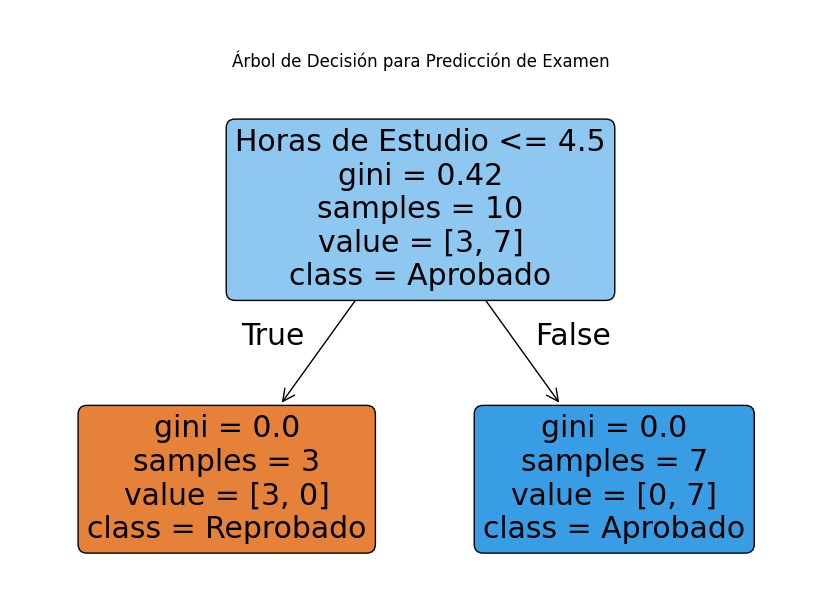 Árbol de Decisión para Predicción de Examen
Horas de Estudio <= 4.5
gini = 0.42
samples = 10
value = [3, 7]
class = Aprobado
True
False
gini = 0.0
samples = 3
value = [3, 0]
class = Reprobado
gini = 0.0
samples = 7
value = [0, 7]
class = Aprobado